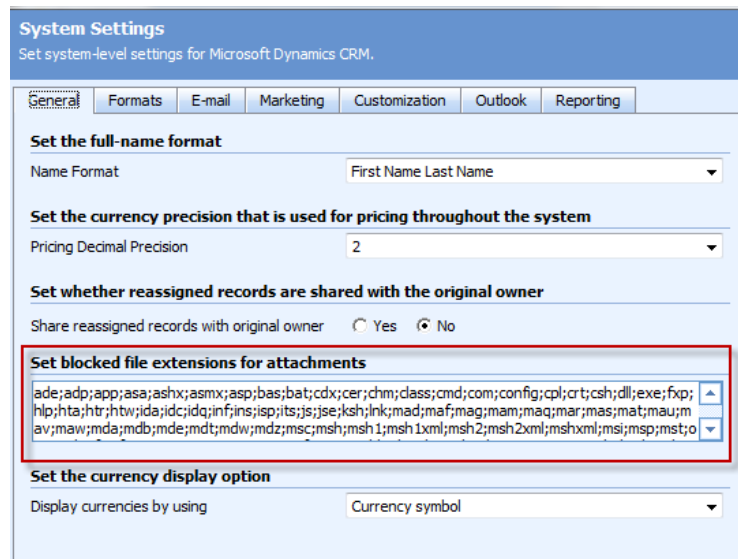 System Settings
Set system-level settings for Microsoft Dynamics CRM.
General Formats E-mail Marketing Customization Outlook Reporting
Set the full-name format
Name Format First Name Last Name
Set the currency precision that is used for pricing throughout the system
Pricing Decimal Precision 2
Set whether reassigned records are shared with the original owner
Share reassigned records with original owner Yes No
Set blocked file extensions for attachments
ade;adp;app;asa;ashx;asmx;asp;bas;bat;cdx;cer;chm;class;cmd;com;config;cpl;crt;csh;dll;exe;fxp;
hlp;hta;htr;htw;ida;idc;idq;inf;ins;isp;its;js;jse;ksh;lnk;mad;maf;mag;mam;maq;mar;mas;mat;mau;m
av;maw;mda;mdb;mde;mdt;mdw;mdz;msc;msh;msh1;msh1xml;msh2;msh2xml;mshxml;msi;msp;mst;o
Set the currency display option
Display currencies by using Currency symbol